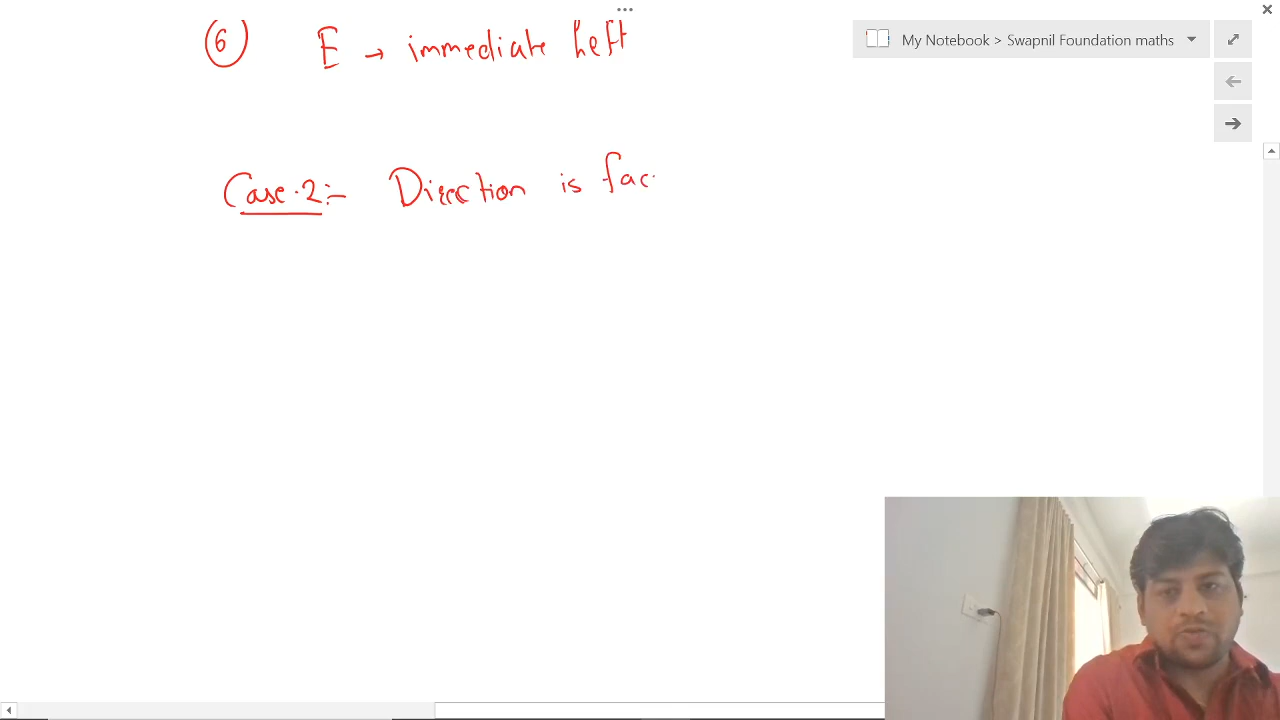 ⑥ E → immediate Left
My Notebook > Swapnil Foundation maths
Case.2:- Direction is fac